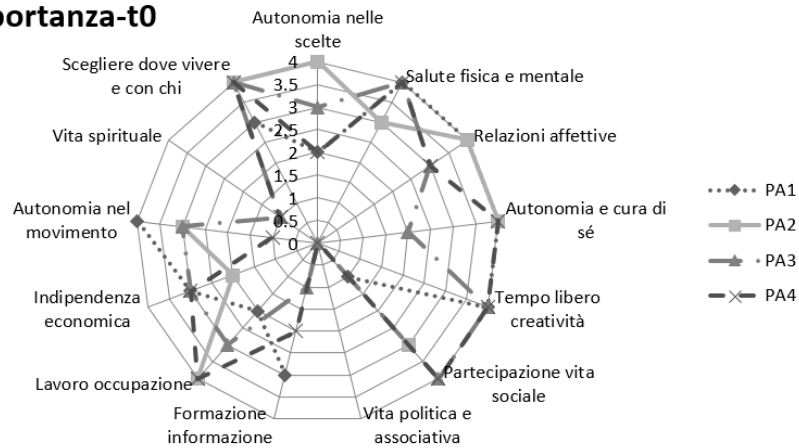 portanza-t0
Autonomia nelle
scelte
Scegliere dove vivere
e con chi
Salute fisica e mentale
Vita spirituale
Relazioni affettive
Autonomia nel
movimento
Autonomia e cura di
sé
Indipendenza
economica
Tempo libero
creatività
Lavoro occupazione
Partecipazione vita
sociale
Formazione
informazione
Vita politica e
associativa
4
3.5
3
2.5
2
1.5
1
0.5
0
PA1
PA2
PA3
PA4